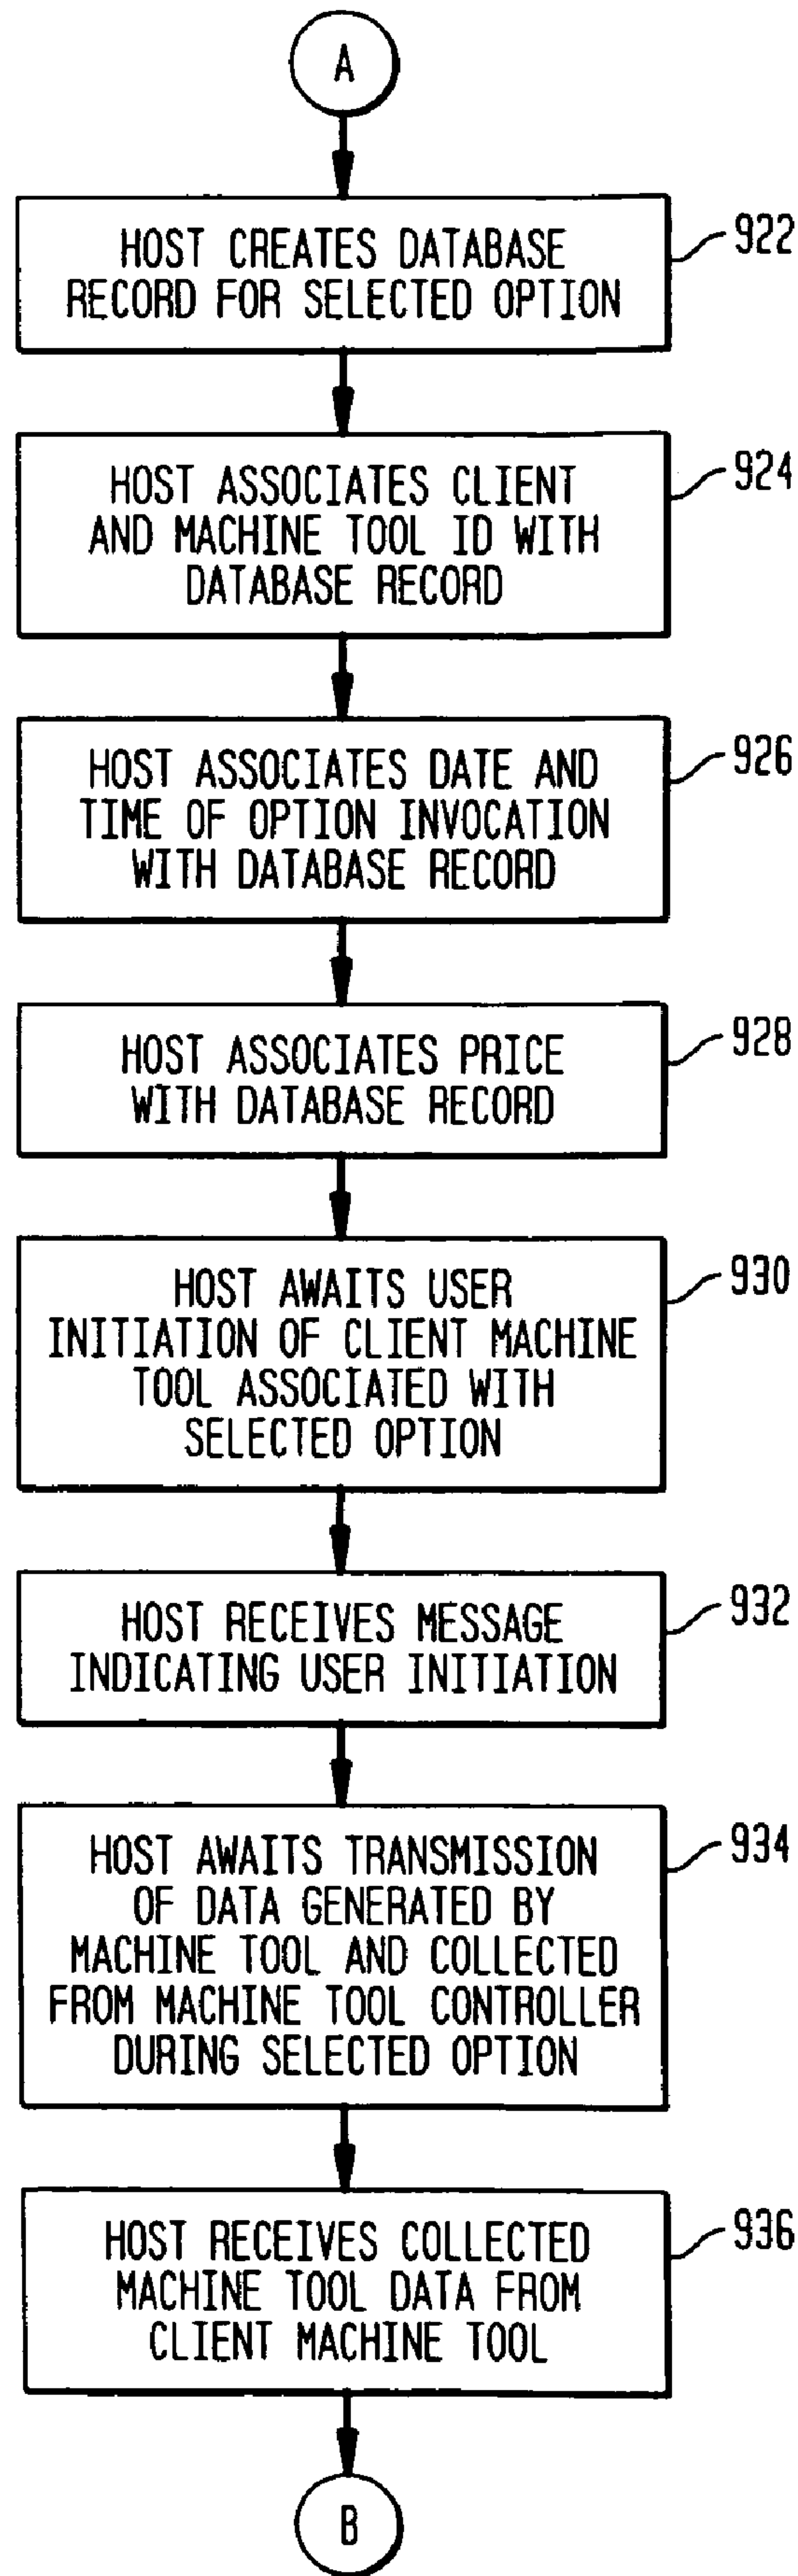 A
HOST CREATES DATABASE
RECORD FOR SELECTED OPTION
922
HOST ASSOCIATES CLIENT
AND MACHINE TOOL ID WITH
DATABASE RECORD
924
HOST ASSOCIATES DATE AND
TIME OF OPTION INVOCATION
WITH DATABASE RECORD
926
HOST ASSOCIATES PRICE
WITH DATABASE RECORD
928
HOST AWAITS USER
INITIATION OF CLIENT MACHINE
TOOL ASSOCIATED WITH
SELECTED OPTION
930
HOST RECEIVES MESSAGE
INDICATING USER INITIATION
932
HOST AWAITS TRANSMISSION
OF DATA GENERATED BY
MACHINE TOOL AND COLLECTED
FROM MACHINE TOOL CONTROLLER
DURING SELECTED OPTION
934
HOST RECEIVES COLLECTED
MACHINE TOOL DATA FROM
CLIENT MACHINE TOOL
936
B